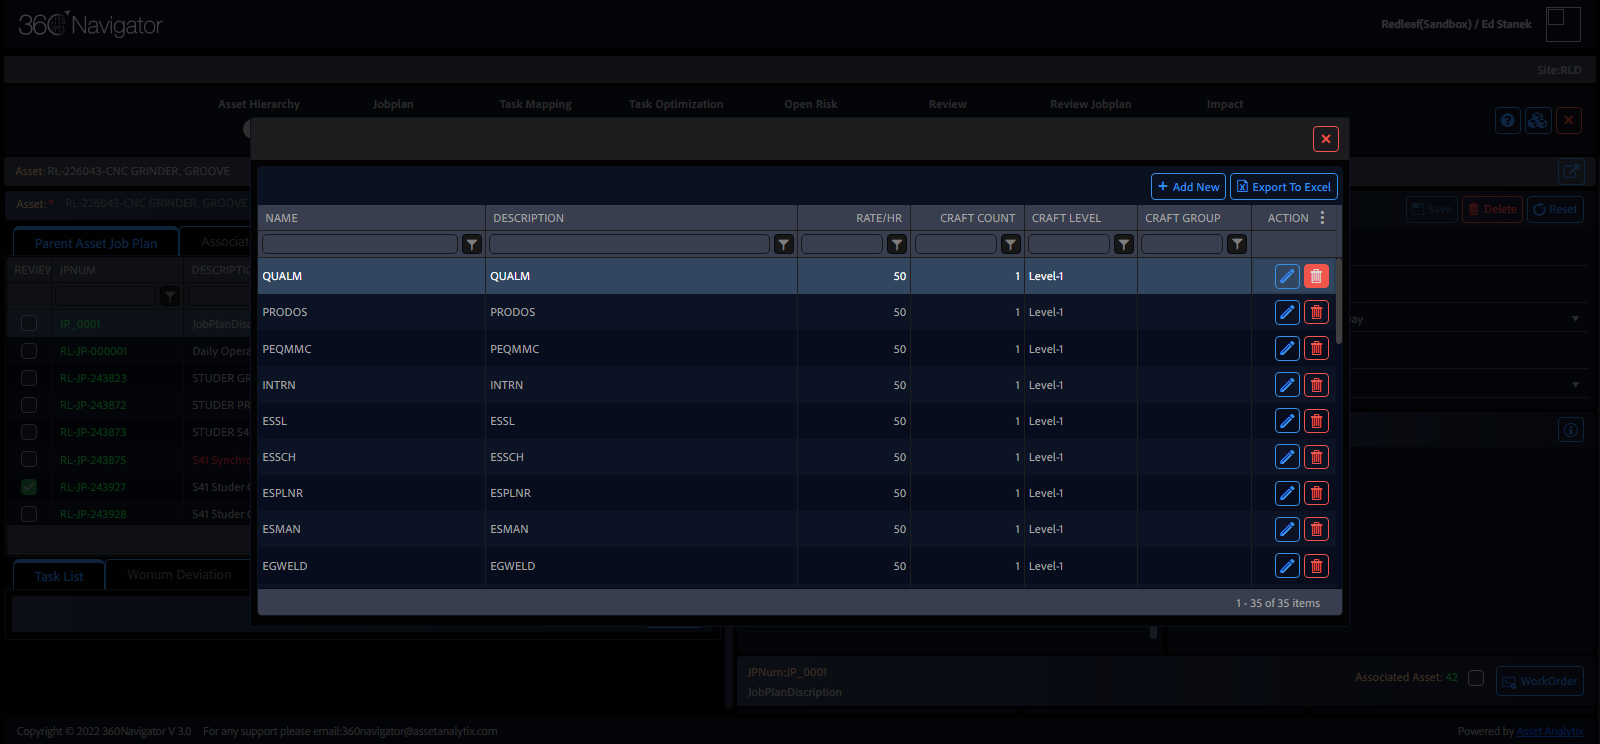 360 Navigator
Redleaf(Sandbox) / Ed Stanek
Site:RLD
Asset Hierarchy Jobplan Task Mapping Task Optimization Open Risk Review Review Jobplan Impact
Asset: RL-226043-CNC GRINDER, GROOVE
Asset: * RL-226043-CNC GRINDER, GROOVE
Save Delete Reset
Parent Asset Job Plan Associat
REVIEW JPNUM DESCRIPTIO
JP_0001 JobPlanDisc
RL-JP-000001 Daily Opera
RL-JP-243823 STUDER GR
RL-JP-243872 STUDER PR
RL-JP-243873 STUDER S4
RL-JP-243875 S41 Synchro
RL-JP-243927 S41 Studer C
RL-JP-243928 S41 Studer C
Task List Wonum Deviation
Add New Export To Excel
NAME DESCRIPTION RATE/HR CRAFT COUNT CRAFT LEVEL CRAFT GROUP ACTION
QUALM QUALM 50 1 Level-1
PRODOS PRODOS 50 1 Level-1
PEQMMC PEQMMC 50 1 Level-1
INTRN INTRN 50 1 Level-1
ESSL ESSL 50 1 Level-1
ESSCH ESSCH 50 1 Level-1
ESPLNR ESPLNR 50 1 Level-1
ESMAN ESMAN 50 1 Level-1
EGWELD EGWELD 50 1 Level-1
1 - 35 of 35 items
ay
JPNum:JP_0001
JobPlanDiscription
Associated Asset: 42 WorkOrder
Copyright © 2022 360Navigator V 3.0 For any support please email:360navigator@assetanalytix.com
Powered by Asset Analytix